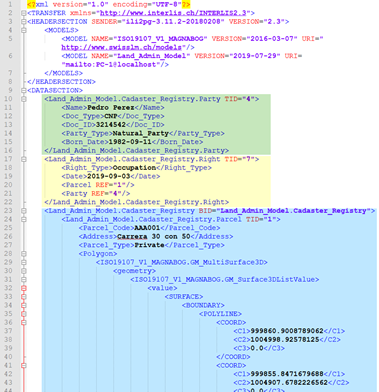 1 <?xml version="1.0" encoding="UTF-8"?>
2 <TRANSFER xmlns="http://www.interlis.ch/INTERLIS2.3">
3 <HEADERSECTION SENDER="ili2pg-3.11.2-20180208" VERSION="2.3">
4 <MODELS>
5 <MODEL NAME="ISO19107_V1_MAGNABOG" VERSION="2016-03-07" URI=
"http://www.swisslm.ch/models"/>
6 <MODEL NAME="Land_Admin_Model" VERSION="2019-07-29" URI=
"mailto:PC-1@localhost"/>
7 </MODELS>
8 </HEADERSECTION>
9 <DATASECTION>
10 <Land_Admin_Model.Cadaster_Registry.Party TID="4">
11 <Name>Pedro Perez</Name>
12 <Doc_Type>CNP</Doc_Type>
13 <Doc_ID>3214542</Doc_ID>
14 <Party_Type>Natural_Party</Party_Type>
15 <Born_Date>1982-09-11</Born_Date>
16 </Land_Admin_Model.Cadaster_Registry.Party>
17 <Land_Admin_Model.Cadaster_Registry.Right TID="7">
18 <Right_Type>Occupation</Right_Type>
19 <Date>2019-09-03</Date>
20 <Parcel REF="1"/>
21 <Party REF="4"/>
22 </Land_Admin_Model.Cadaster_Registry.Right>
23 <Land_Admin_Model.Cadaster_Registry BID="Land_Admin_Model.Cadaster_Registry">
24 <Land_Admin_Model.Cadaster_Registry.Parcel TID="1">
25 <Parcel_Code>AAA001</Parcel_Code>
26 <Address>Carrera 30 con 50</Address>
27 <Parcel_Type>Private</Parcel_Type>
28 <Polygon>
29 <ISO19107_V1_MAGNABOG.GM_MultiSurface3D>
30 <geometry>
31 <ISO19107_V1_MAGNABOG.GM_Surface3DListValue>
32 <value>
33 <SURFACE>
34 <BOUNDARY>
35 <POLYLINE>
36 <COORD>
37 <C1>999860.9008789062</C1>
38 <C2>1004998.92578125</C2>
39 <C3>0.0</C3>
40 </COORD>
41 <COORD>
42 <C1>999855.8471679688</C1>
43 <C2>1004907.6782226562</C2>
44 <C3>0.0</C3>